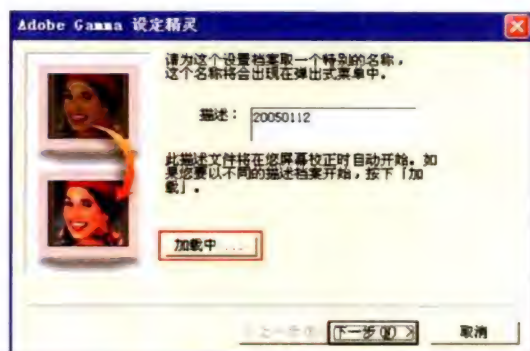 Adobe Gamma 设定精灵
请为这个设置档案取一个特别的名称，
这个名称将会出现在弹出式菜单中。
描述： 20050112
此描述文件将在您屏幕校正时自动开始。如
果您要以不同的描述档案开始，按下「加
载」。
加载中 ...
<上一步(B) 下一步(N) > 取消